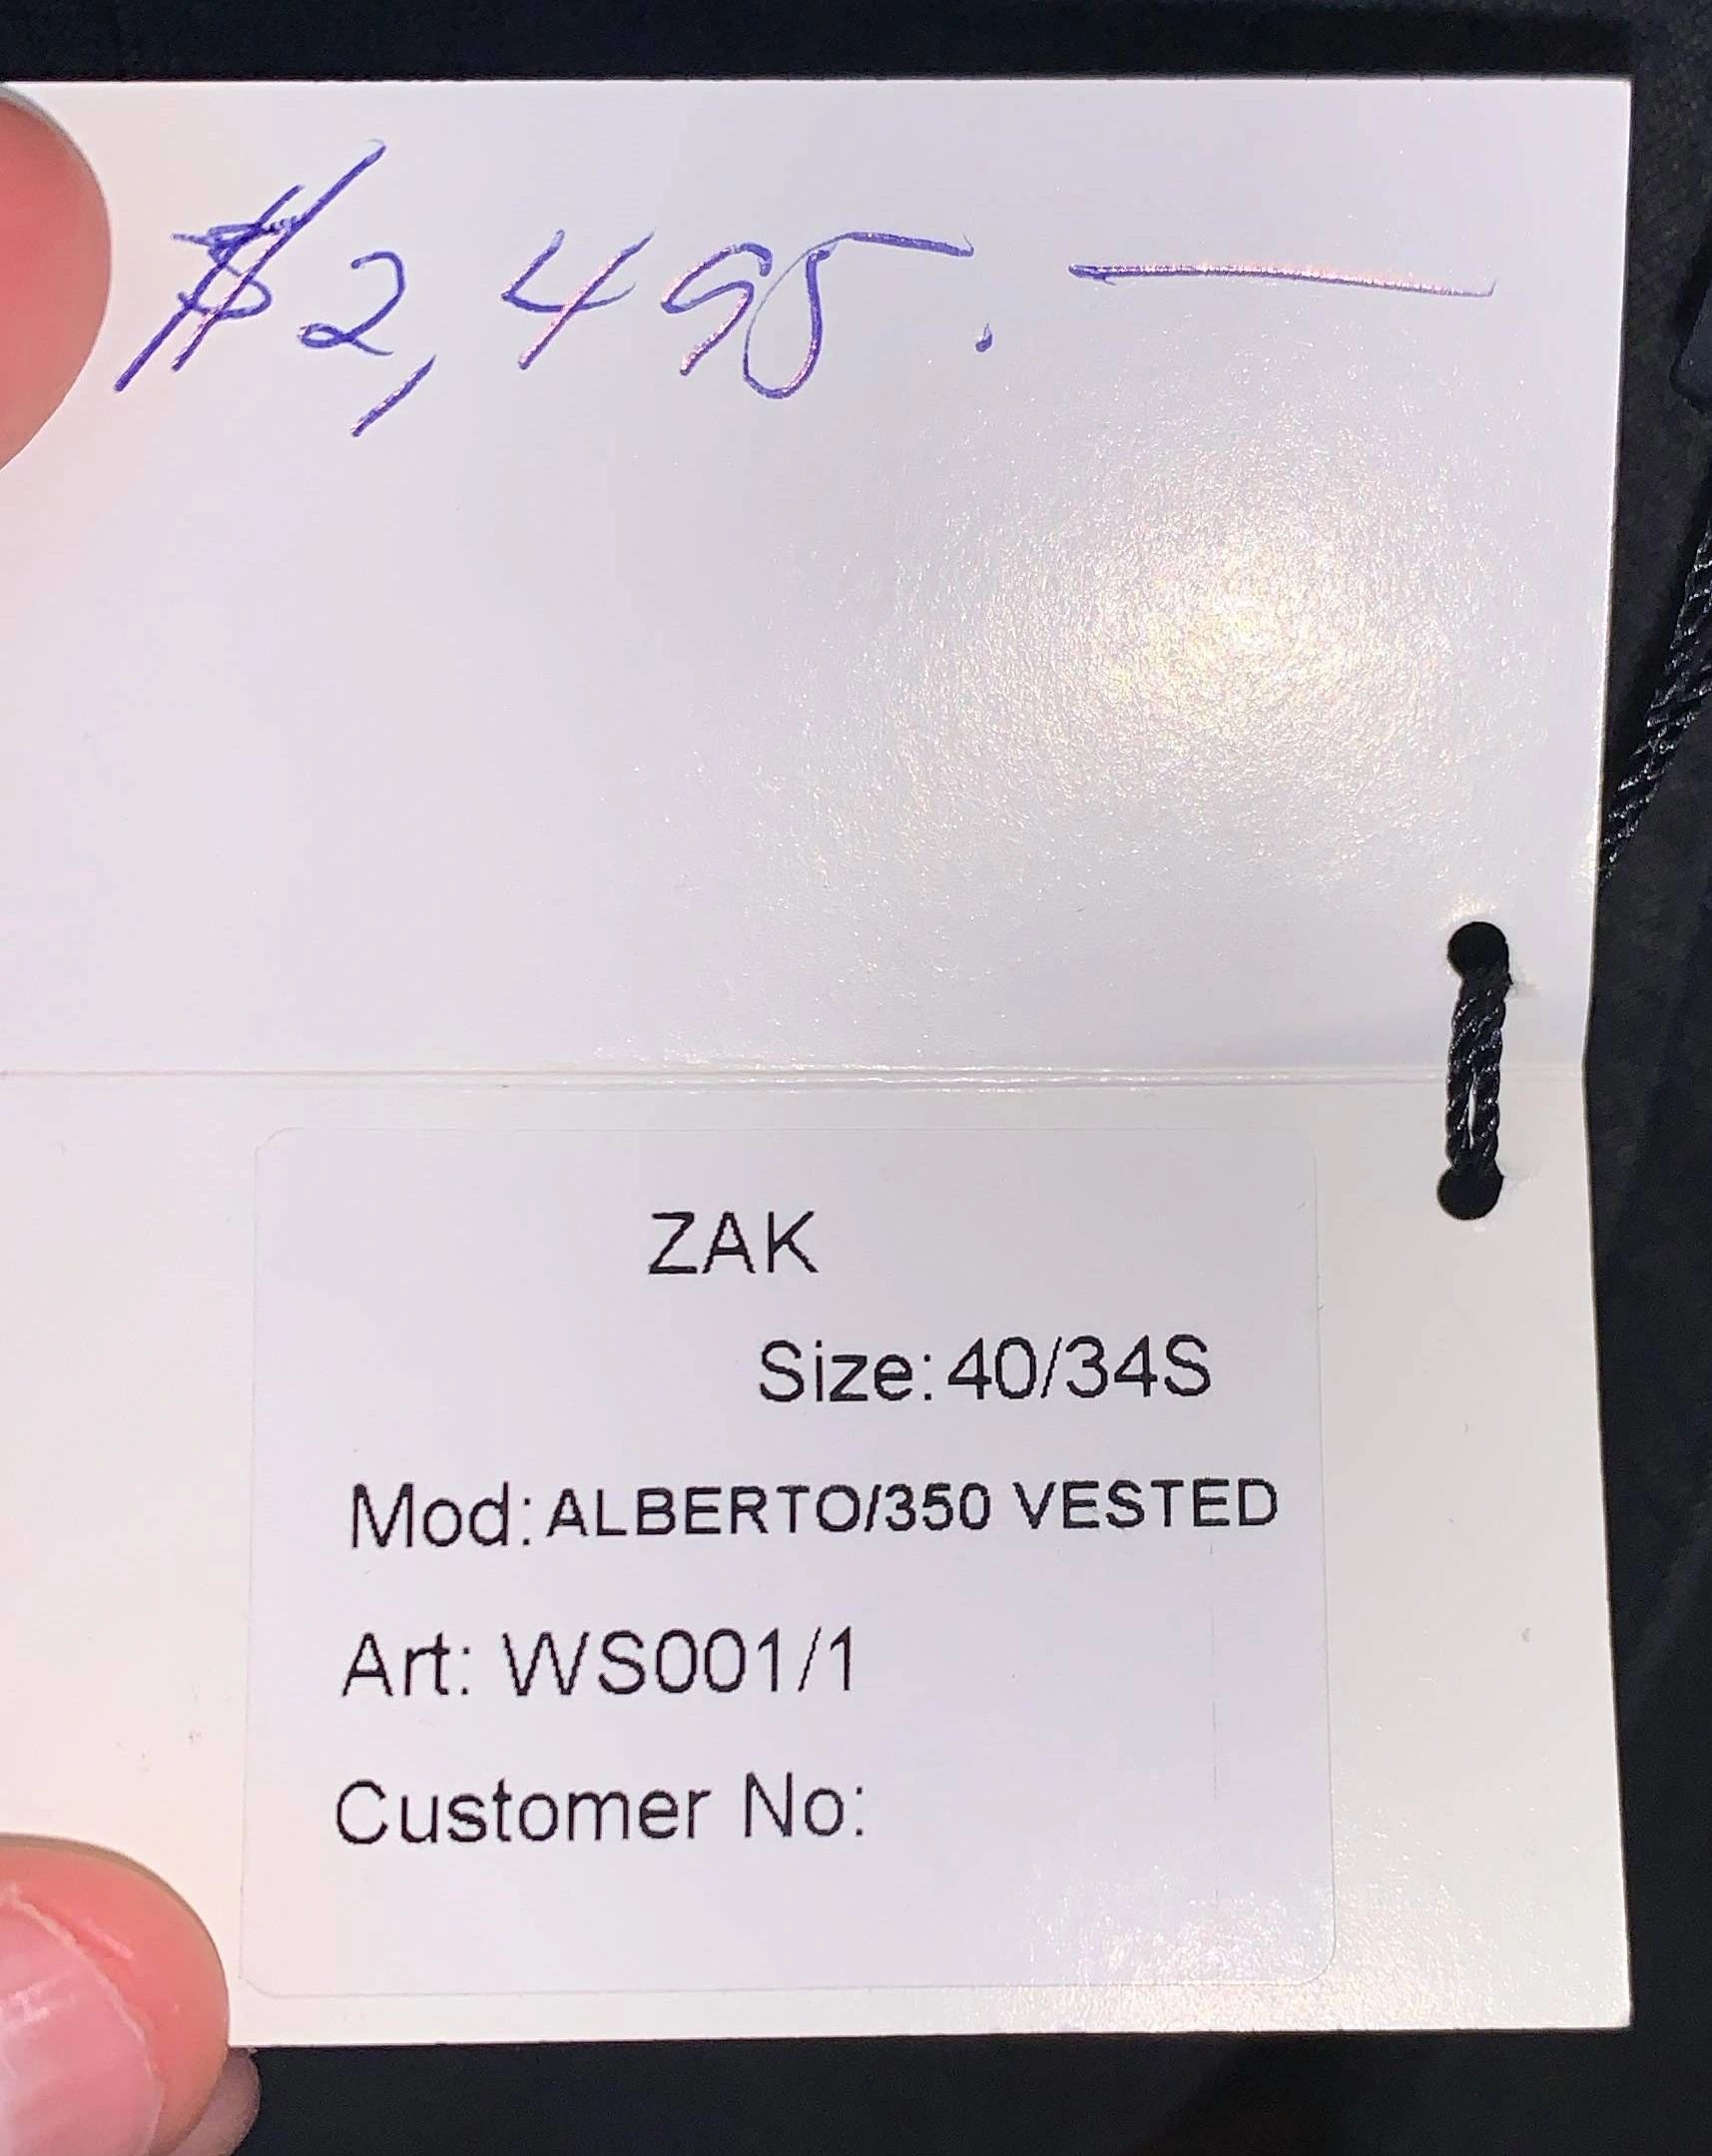 $2,495.—
ZAK
Size: 40/34S
Mod: ALBERTO/350 VESTED
Art: WS001/1
Customer No: